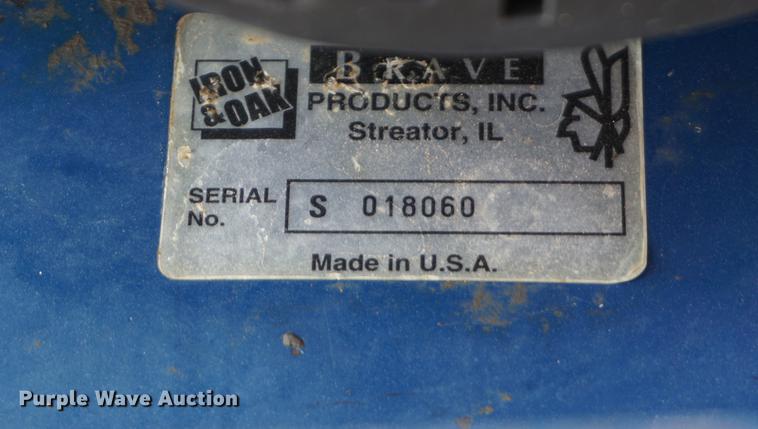 IRON
& OAK
BRAVE
PRODUCTS, INC.
Streator, IL
SERIAL
No.
S 018060
Made in U.S.A.
Purple Wave Auction